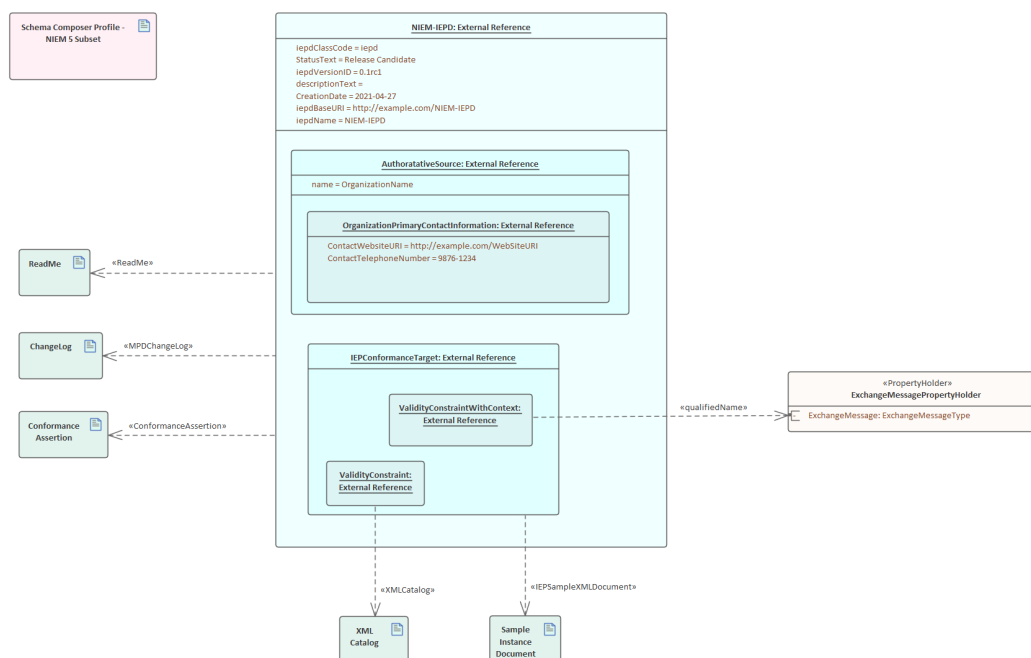 Schema Composer Profile -
NIEM 5 Subset
NIEM-IEPD: External Reference
iepdClassCode = iepd
StatusText = Release Candidate
iepdVersionID = 0.1rc1
descriptionText =
CreationDate = 2021-04-27
iepdBaseURI = http://example.com/NIEM-IEPD
iepdName = NIEM-IEPD
AuthoratativeSource: External Reference
name = OrganizationName
OrganizationPrimaryContactInformation: External Reference
ContactWebsiteURI = http://example.com/WebSiteURI
ContactTelephoneNumber = 9876-1234
ReadMe
«ReadMe»
ChangeLog
«MPDChangeLog»
IEPConformanceTarget: External Reference
Conformance
Assertion
«ConformanceAssertion»
ValidityConstraintWithContext:
External Reference
«qualifiedName»
«PropertyHolder»
ExchangeMessagePropertyHolder
ExchangeMessage: ExchangeMessageType
ValidityConstraint:
External Reference
«XMLCatalog»
«IEPSampleXMLDocument»
XML
Catalog
Sample
Instance
Document